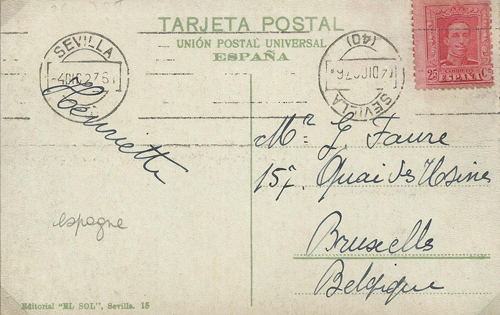 TARJETA POSTAL
UNIÓN POSTAL UNIVERSAL
ESPAÑA
SEVILLA
(40)
SEVILLA
25 ESPAÑA
Henriette
Mr. G. Faure
157. Quai des Usines
Bruxelles
Belgique
espagne
Editorial "EL SOL", Sevilla. 15